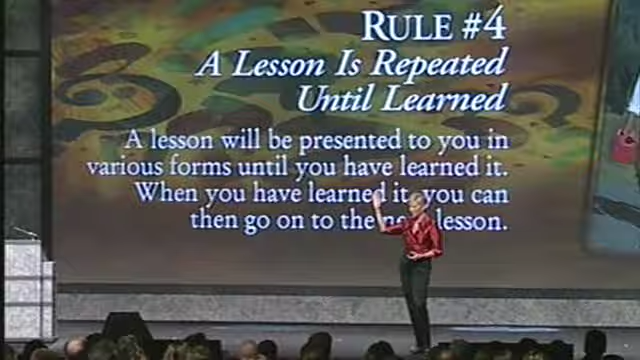 RULE #4
A Lesson Is Repeated
Until Learned
A lesson will be presented to you in
various forms until you have learned it.
When you have learned it, you can
then go on to the lesson.